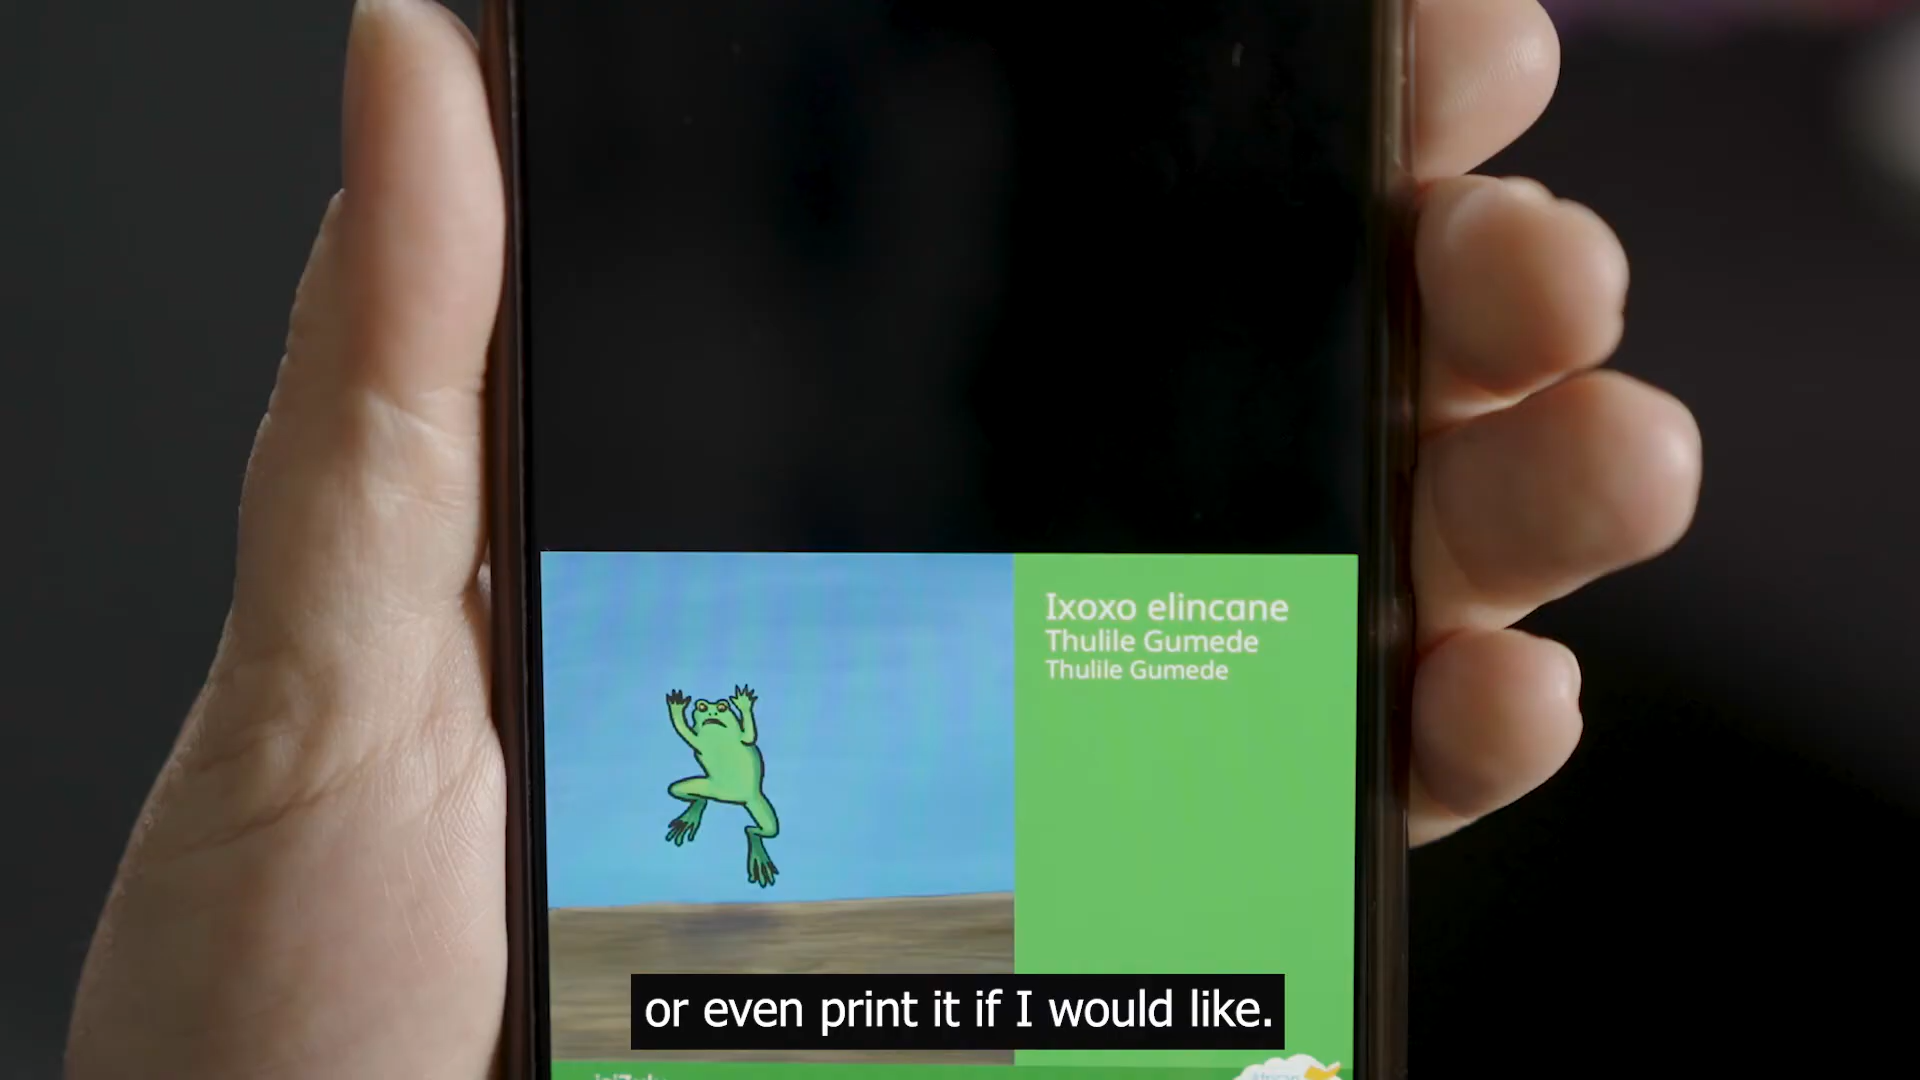 Ixoxo elincane
Thulile Gumede
Thulile Gumede
or even print it if I would like.